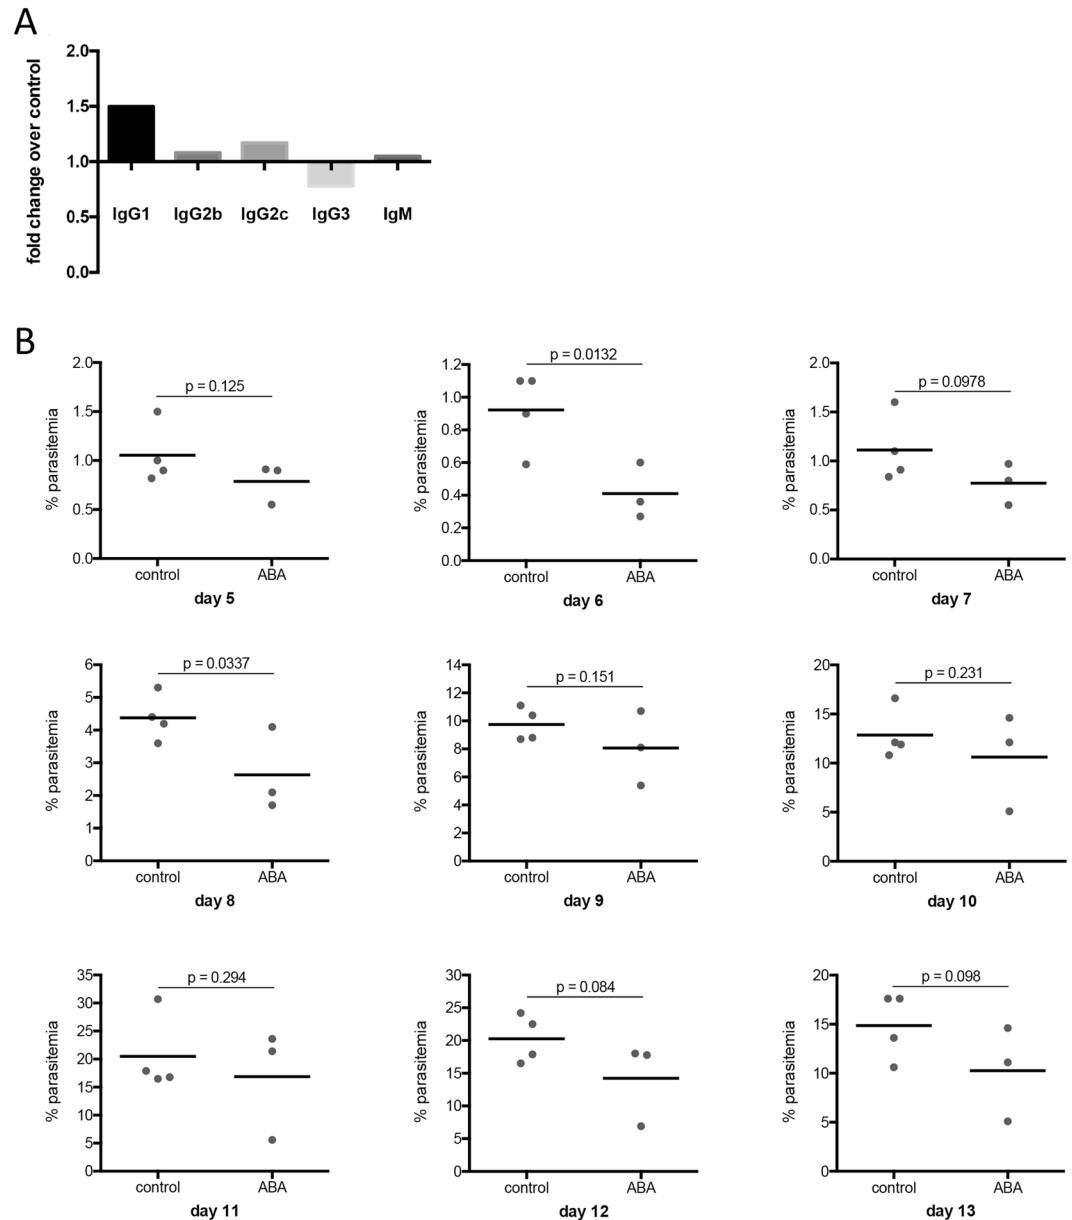 A
fold change over control
2.0
1.5
1.0
0.5
0.0
IgG1 IgG2b IgG2c IgG3 IgM
B
% parasitemia
2.0
1.5
1.0
0.5
0.0
p = 0.125
control ABA
day 5
% parasitemia
1.2
1.0
0.8
0.6
0.4
0.2
0.0
p = 0.0132
control ABA
day 6
% parasitemia
2.0
1.5
1.0
0.5
0.0
p = 0.0978
control ABA
day 7
% parasitemia
6
5
4
3
2
1
0
p = 0.0337
control ABA
day 8
% parasitemia
14
12
10
8
6
4
2
0
p = 0.151
control ABA
day 9
% parasitemia
20
15
10
5
0
p = 0.231
control ABA
day 10
% parasitemia
35
30
25
20
15
10
5
0
p = 0.294
control ABA
day 11
% parasitemia
30
25
20
15
10
5
0
p = 0.084
control ABA
day 12
% parasitemia
20
15
10
5
0
p = 0.098
control ABA
day 13